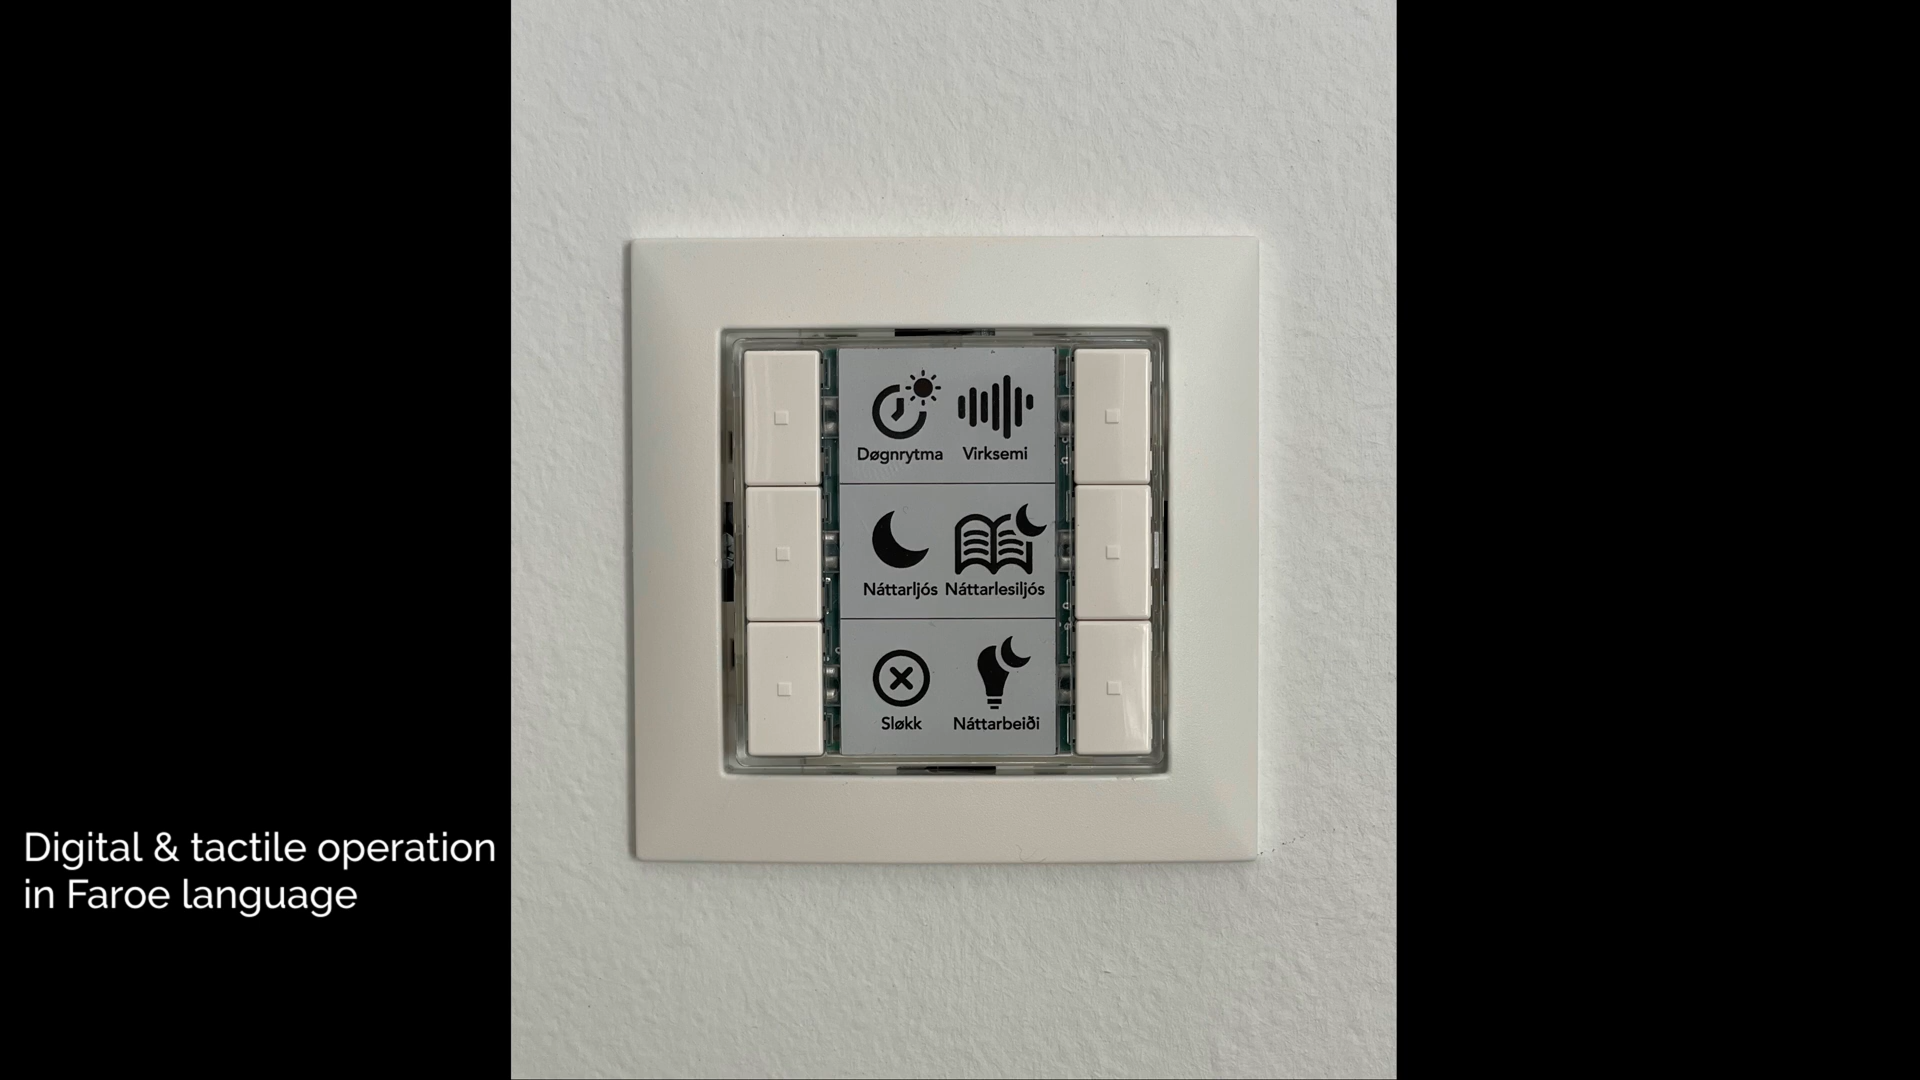 Døgnrytma Virksemi
Náttarljós Náttarlesiljós
Sløkk Náttarbeiði
Digital & tactile operation
in Faroe language